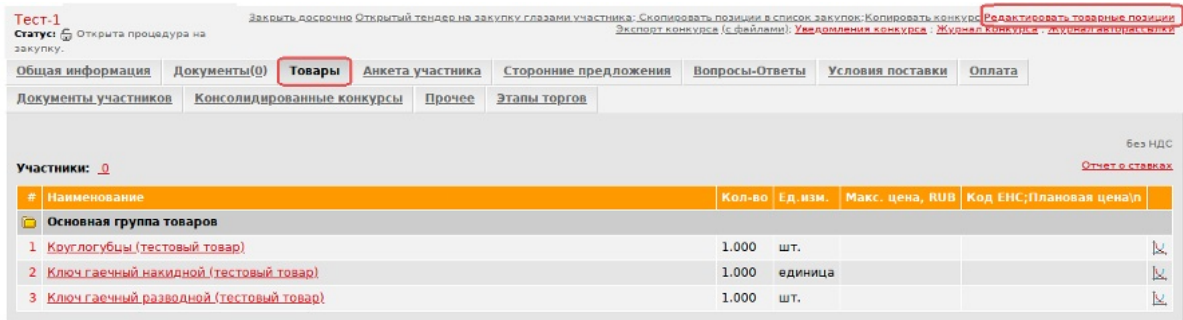 Тест-1
Закрыть досрочно Открытый тендер на закупку глазами участника; Скопировать позиции в список закупок;Копировать конкурс Редактировать товарные позиции
Статус: Открыта процедура на закупку.
Экспорт конкурса (с файлами); Уведомления конкурса ; Журнал конкурса ; Журнал авторассылки
Общая информация Документы(0) Товары Анкета участника Сторонние предложения Вопросы-Ответы Условия поставки Оплата
Документы участников Консолидированные конкурсы Прочее Этапы торгов
без НДС
Участники: 0 Отчет о ставках
# Наименование Кол-во Ед.изм. Макс. цена, RUB Код ЕНС;Плановая цена\n
Основная группа товаров
1 Круглогубцы (тестовый товар) 1.000 шт.
2 Ключ гаечный накидной (тестовый товар) 1.000 единица
3 Ключ гаечный разводной (тестовый товар) 1.000 шт.